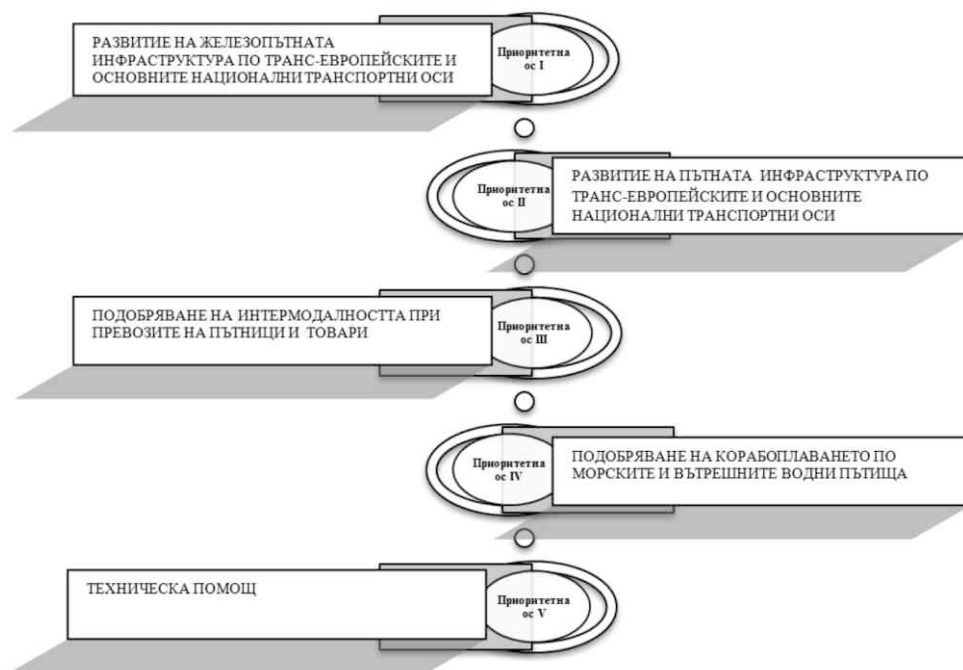 РАЗВИТИЕ НА ЖЕЛЕЗОПЪТНАТА
ИНФРАСТРУКТУРА ПО ТРАНС-ЕВРОПЕЙСКИТЕ И
ОСНОВНИТЕ НАЦИОНАЛНИ ТРАНСПОРТНИ ОСИ
Приоритетна
ос I
Приоритетна
ос II
РАЗВИТИЕ НА ПЪТНАТА ИНФРАСТРУКТУРА ПО
ТРАНС-ЕВРОПЕЙСКИТЕ И ОСНОВНИТЕ
НАЦИОНАЛНИ ТРАНСПОРТНИ ОСИ
ПОДОБРЯВАНЕ НА ИНТЕРМОДАЛНОСТТА ПРИ
ПРЕВОЗИТЕ НА ПЪТНИЦИ И ТОВАРИ
Приоритетна
ос III
Приоритетна
ос IV
ПОДОБРЯВАНЕ НА КОРАБОПЛАВАНЕТО ПО
МОРСКИТЕ И ВЪТРЕШНИТЕ ВОДНИ ПЪТИЩА
ТЕХНИЧЕСКА ПОМОЩ
Приоритетна
ос V